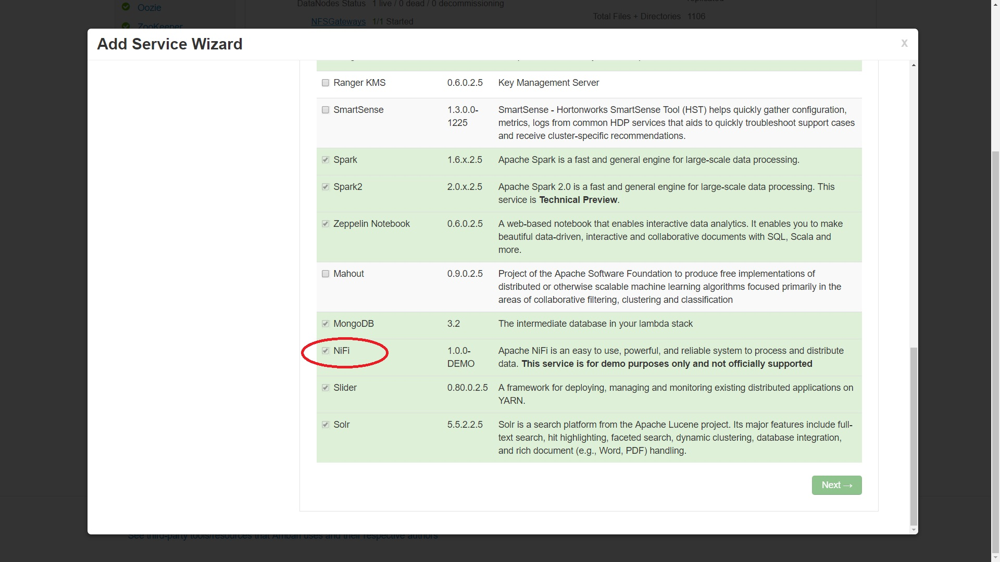 Oozie
DataNodes Status 1 live / 0 dead / 0 decommissioning
Total Files + Directories 1106
NFSGateways 1/1 Started
ZooKeeper
Add Service Wizard
X
Ranger KMS 0.6.0.2.5 Key Management Server
SmartSense 1.3.0.0- SmartSense - Hortonworks SmartSense Tool (HST) helps quickly gather configuration,
1225 metrics, logs from common HDP services that aids to quickly troubleshoot support cases
and receive cluster-specific recommendations.
Spark 1.6.x.2.5 Apache Spark is a fast and general engine for large-scale data processing.
Spark2 2.0.x.2.5 Apache Spark 2.0 is a fast and general engine for large-scale data processing. This
service is Technical Preview.
Zeppelin Notebook 0.6.0.2.5 A web-based notebook that enables interactive data analytics. It enables you to make
beautiful data-driven, interactive and collaborative documents with SQL, Scala and
more.
Mahout 0.9.0.2.5 Project of the Apache Software Foundation to produce free implementations of
distributed or otherwise scalable machine learning algorithms focused primarily in the
areas of collaborative filtering, clustering and classification
MongoDB 3.2 The intermediate database in your lambda stack
NiFi 1.0.0- Apache NiFi is an easy to use, powerful, and reliable system to process and distribute
DEMO data. This service is for demo purposes only and not officially supported
Slider 0.80.0.2.5 A framework for deploying, managing and monitoring existing distributed applications on
YARN.
Solr 5.5.2.2.5 Solr is a search platform from the Apache Lucene project. Its major features include full-
text search, hit highlighting, faceted search, dynamic clustering, database integration,
and rich document (e.g., Word, PDF) handling.
Next →
See third-party tools/resources that Ambari uses and their respective authors